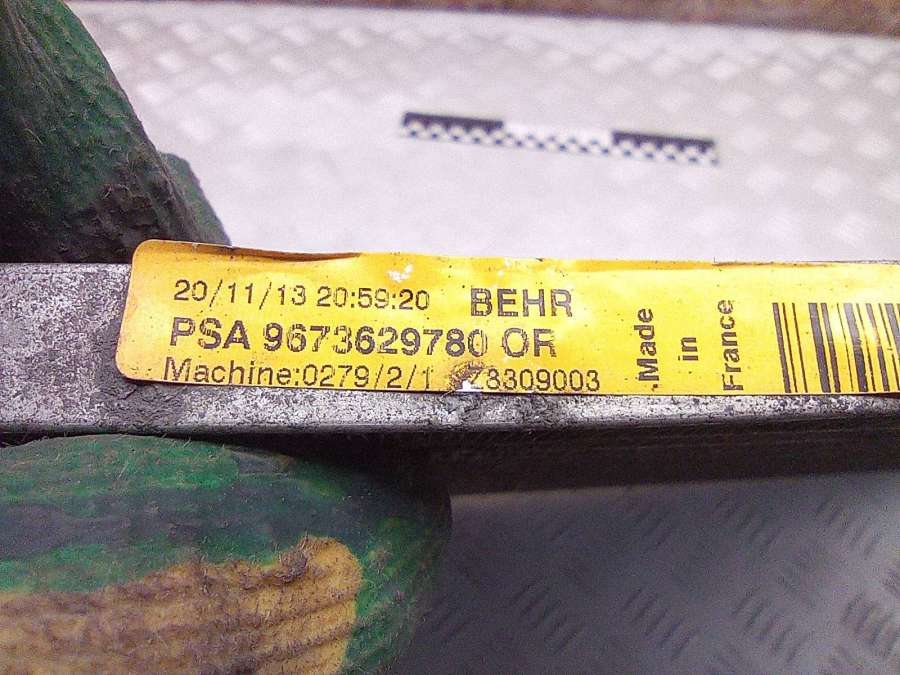 20/11/13 20:59:20 BEHR
PSA 9673629780 OR
Machine:0279/2/1 Z8309003
Made
in
France